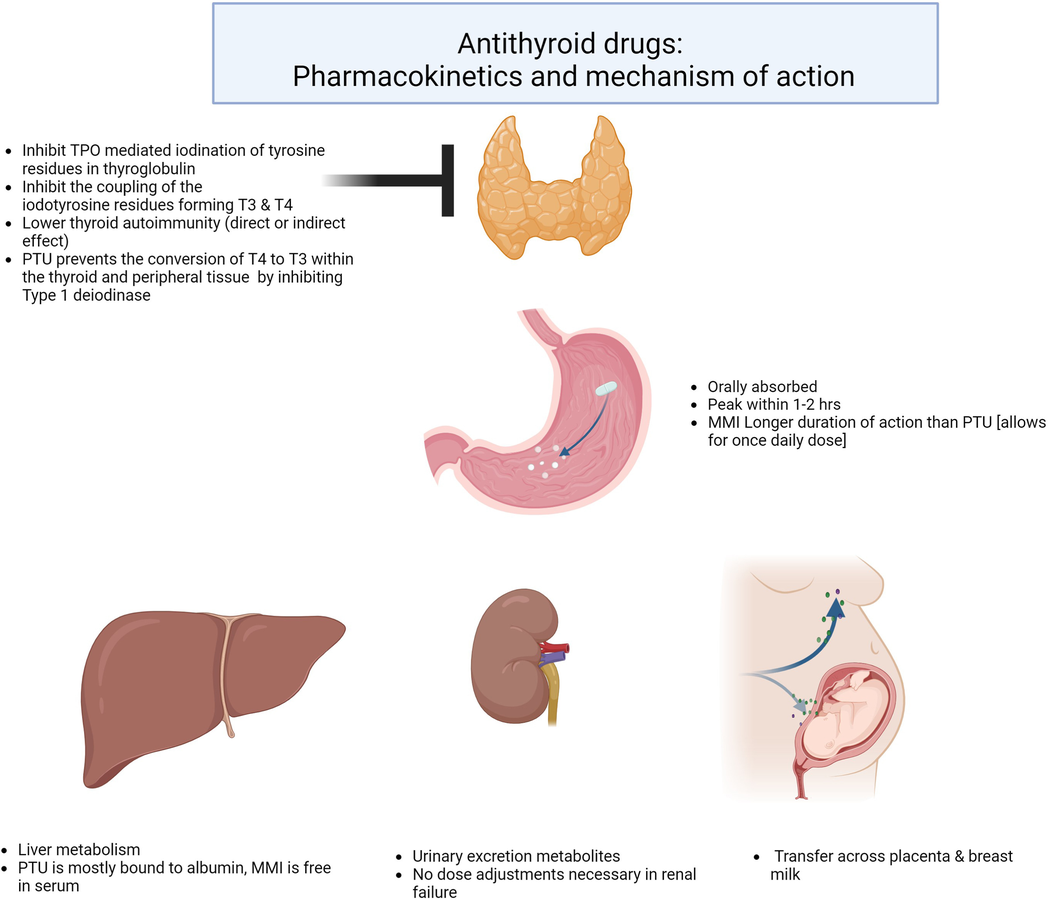 Antithyroid drugs:
Pharmacokinetics and mechanism of action
• Inhibit TPO mediated iodination of tyrosine
residues in thyroglobulin
• Inhibit the coupling of the
iodotyrosine residues forming T3 & T4
• Lower thyroid autoimmunity (direct or indirect
effect)
• PTU prevents the conversion of T4 to T3 within
the thyroid and peripheral tissue by inhibiting
Type 1 deiodinase
• Orally absorbed
• Peak within 1-2 hrs
• MMI Longer duration of action than PTU [allows
for once daily dose]
• Liver metabolism
• PTU is mostly bound to albumin, MMI is free
in serum
• Urinary excretion metabolites
• No dose adjustments necessary in renal
failure
• Transfer across placenta & breast
milk